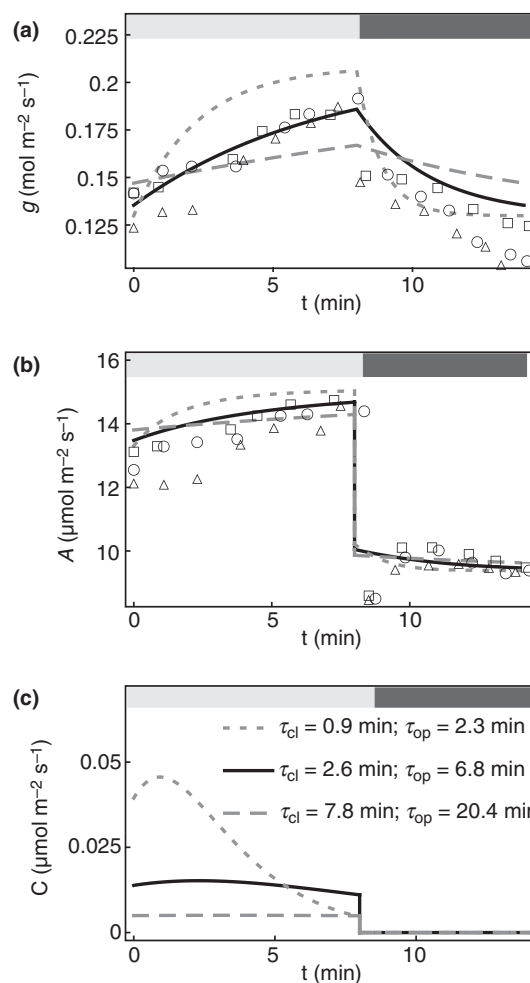 (a)
0.225
0.2
0.175
0.15
0.125
g (mol m⁻² s⁻¹)
0 5 10
t (min)
(b)
16
14
12
10
A (μmol m⁻² s⁻¹)
0 5 10
t (min)
(c)
τcl = 0.9 min; τop = 2.3 min
τcl = 2.6 min; τop = 6.8 min
τcl = 7.8 min; τop = 20.4 min
0.05
0.025
0
C (μmol m⁻² s⁻¹)
0 5 10
t (min)